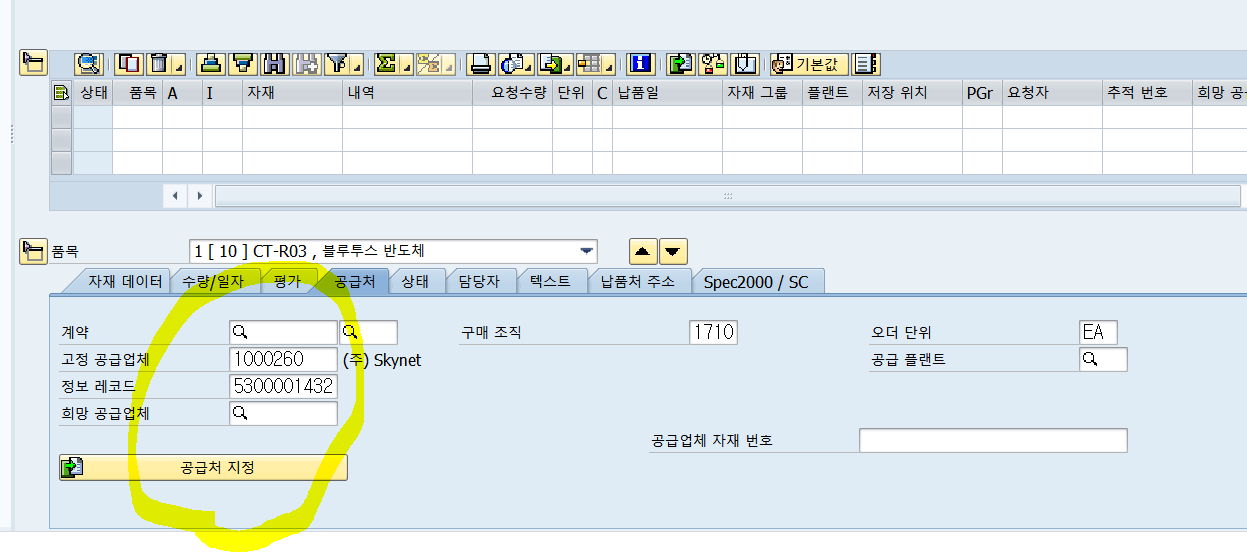 기본값
상태 품목 A I 자재 내역 요청수량 단위 C 납품일 자재 그룹 플랜트 저장 위치 PGr 요청자 추적 번호 희망 공
품목 1 [ 10 ] CT-R03 , 블루투스 반도체
자재 데이터 수량/일자 평가 공급처 상태 담당자 텍스트 납품처 주소 Spec2000 / SC
계약 구매 조직 1710 오더 단위 EA
고정 공급업체 1000260 (주) Skynet 공급 플랜트
정보 레코드 5300001432
희망 공급업체
공급업체 자재 번호
공급처 지정